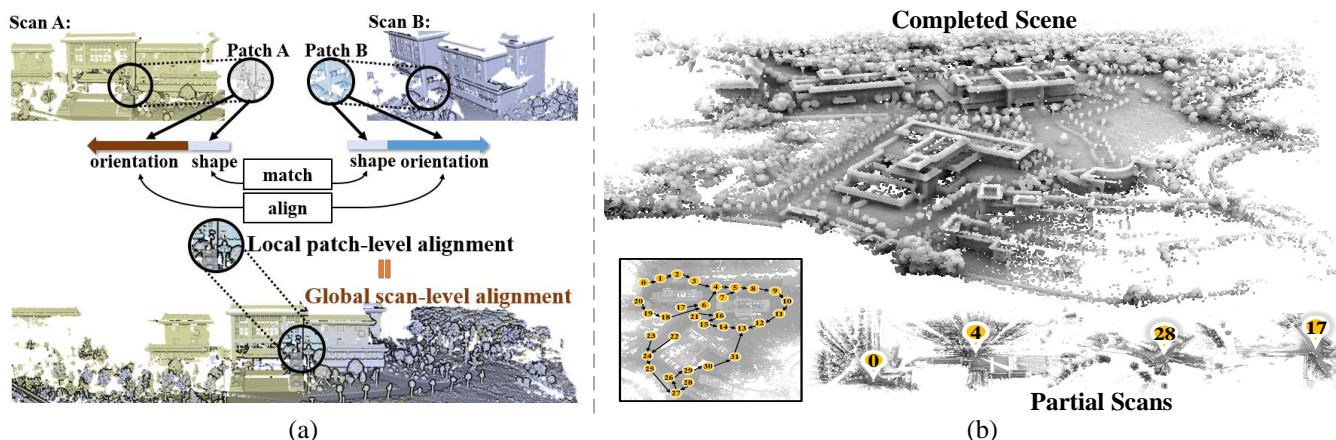 Scan A:
Scan B:
Patch A
Patch B
orientation
shape
shape
orientation
match
align
Local patch-level alignment
=
Global scan-level alignment
(a)
Completed Scene
0
1
2
3
4
5
8
9
10
7
6
20
17
11
19
18
21
16
15
14
13
12
23
22
24
31
25
26
29
30
28
27
0
4
28
17
Partial Scans
(b)